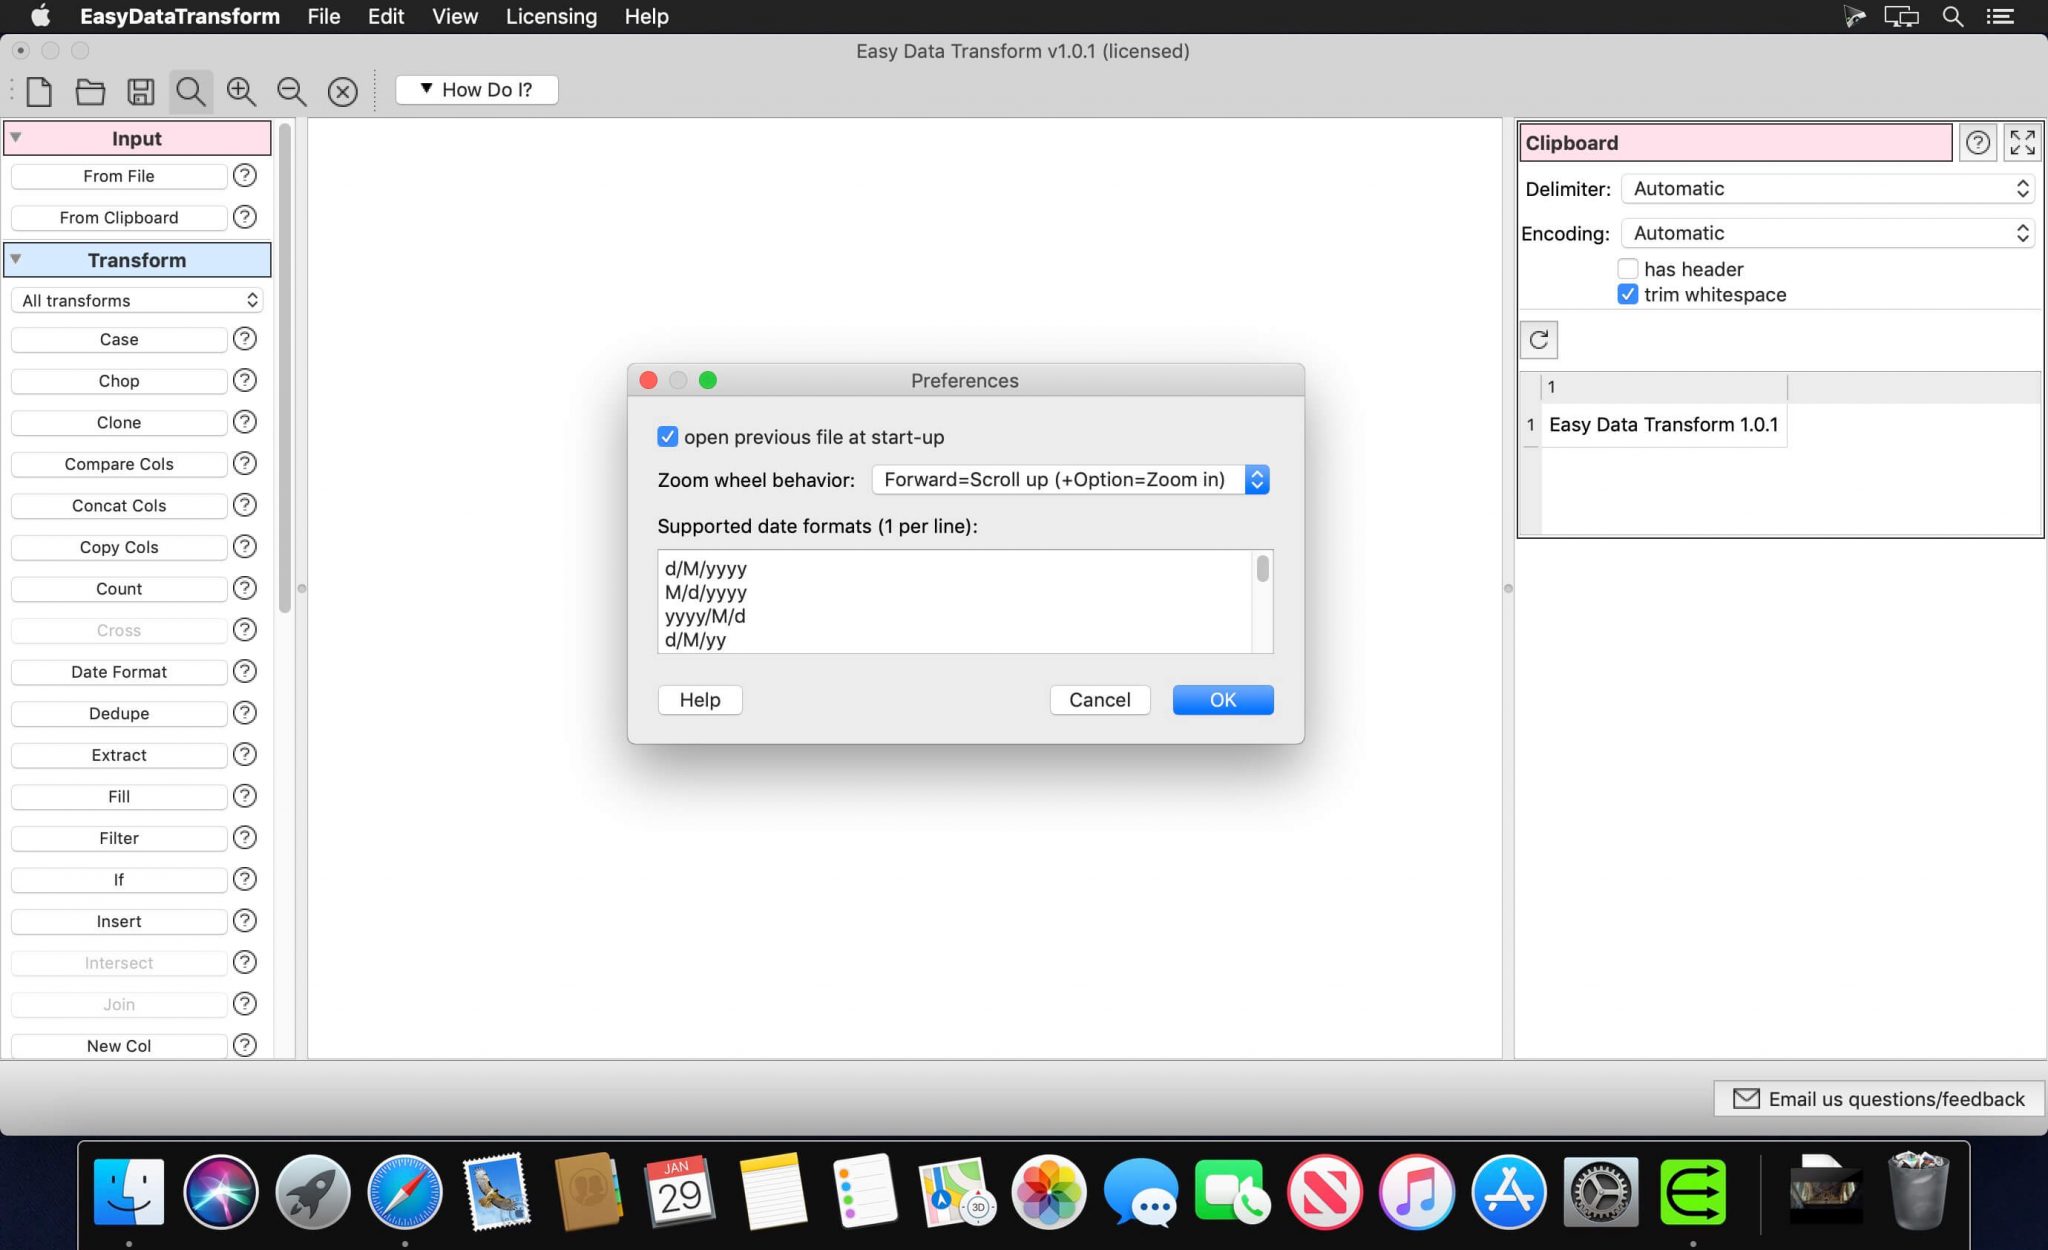 EasyDataTransform File Edit View Licensing Help
Easy Data Transform v1.0.1 (licensed)
▼ How Do I?
Input
From File ?
From Clipboard ?
Transform
All transforms
Case ?
Chop ?
Clone ?
Compare Cols ?
Concat Cols ?
Copy Cols ?
Count ?
Cross ?
Date Format ?
Dedupe ?
Extract ?
Fill ?
Filter ?
If ?
Insert ?
Intersect ?
Join ?
New Col ?
Preferences
open previous file at start-up
Zoom wheel behavior: Forward=Scroll up (+Option=Zoom in)
Supported date formats (1 per line):
d/M/yyyy
M/d/yyyy
yyyy/M/d
d/M/yy
Help Cancel OK
Clipboard ?
Delimiter: Automatic
Encoding: Automatic
has header
trim whitespace
1
1 Easy Data Transform 1.0.1
Email us questions/feedback
JAN
29
3D